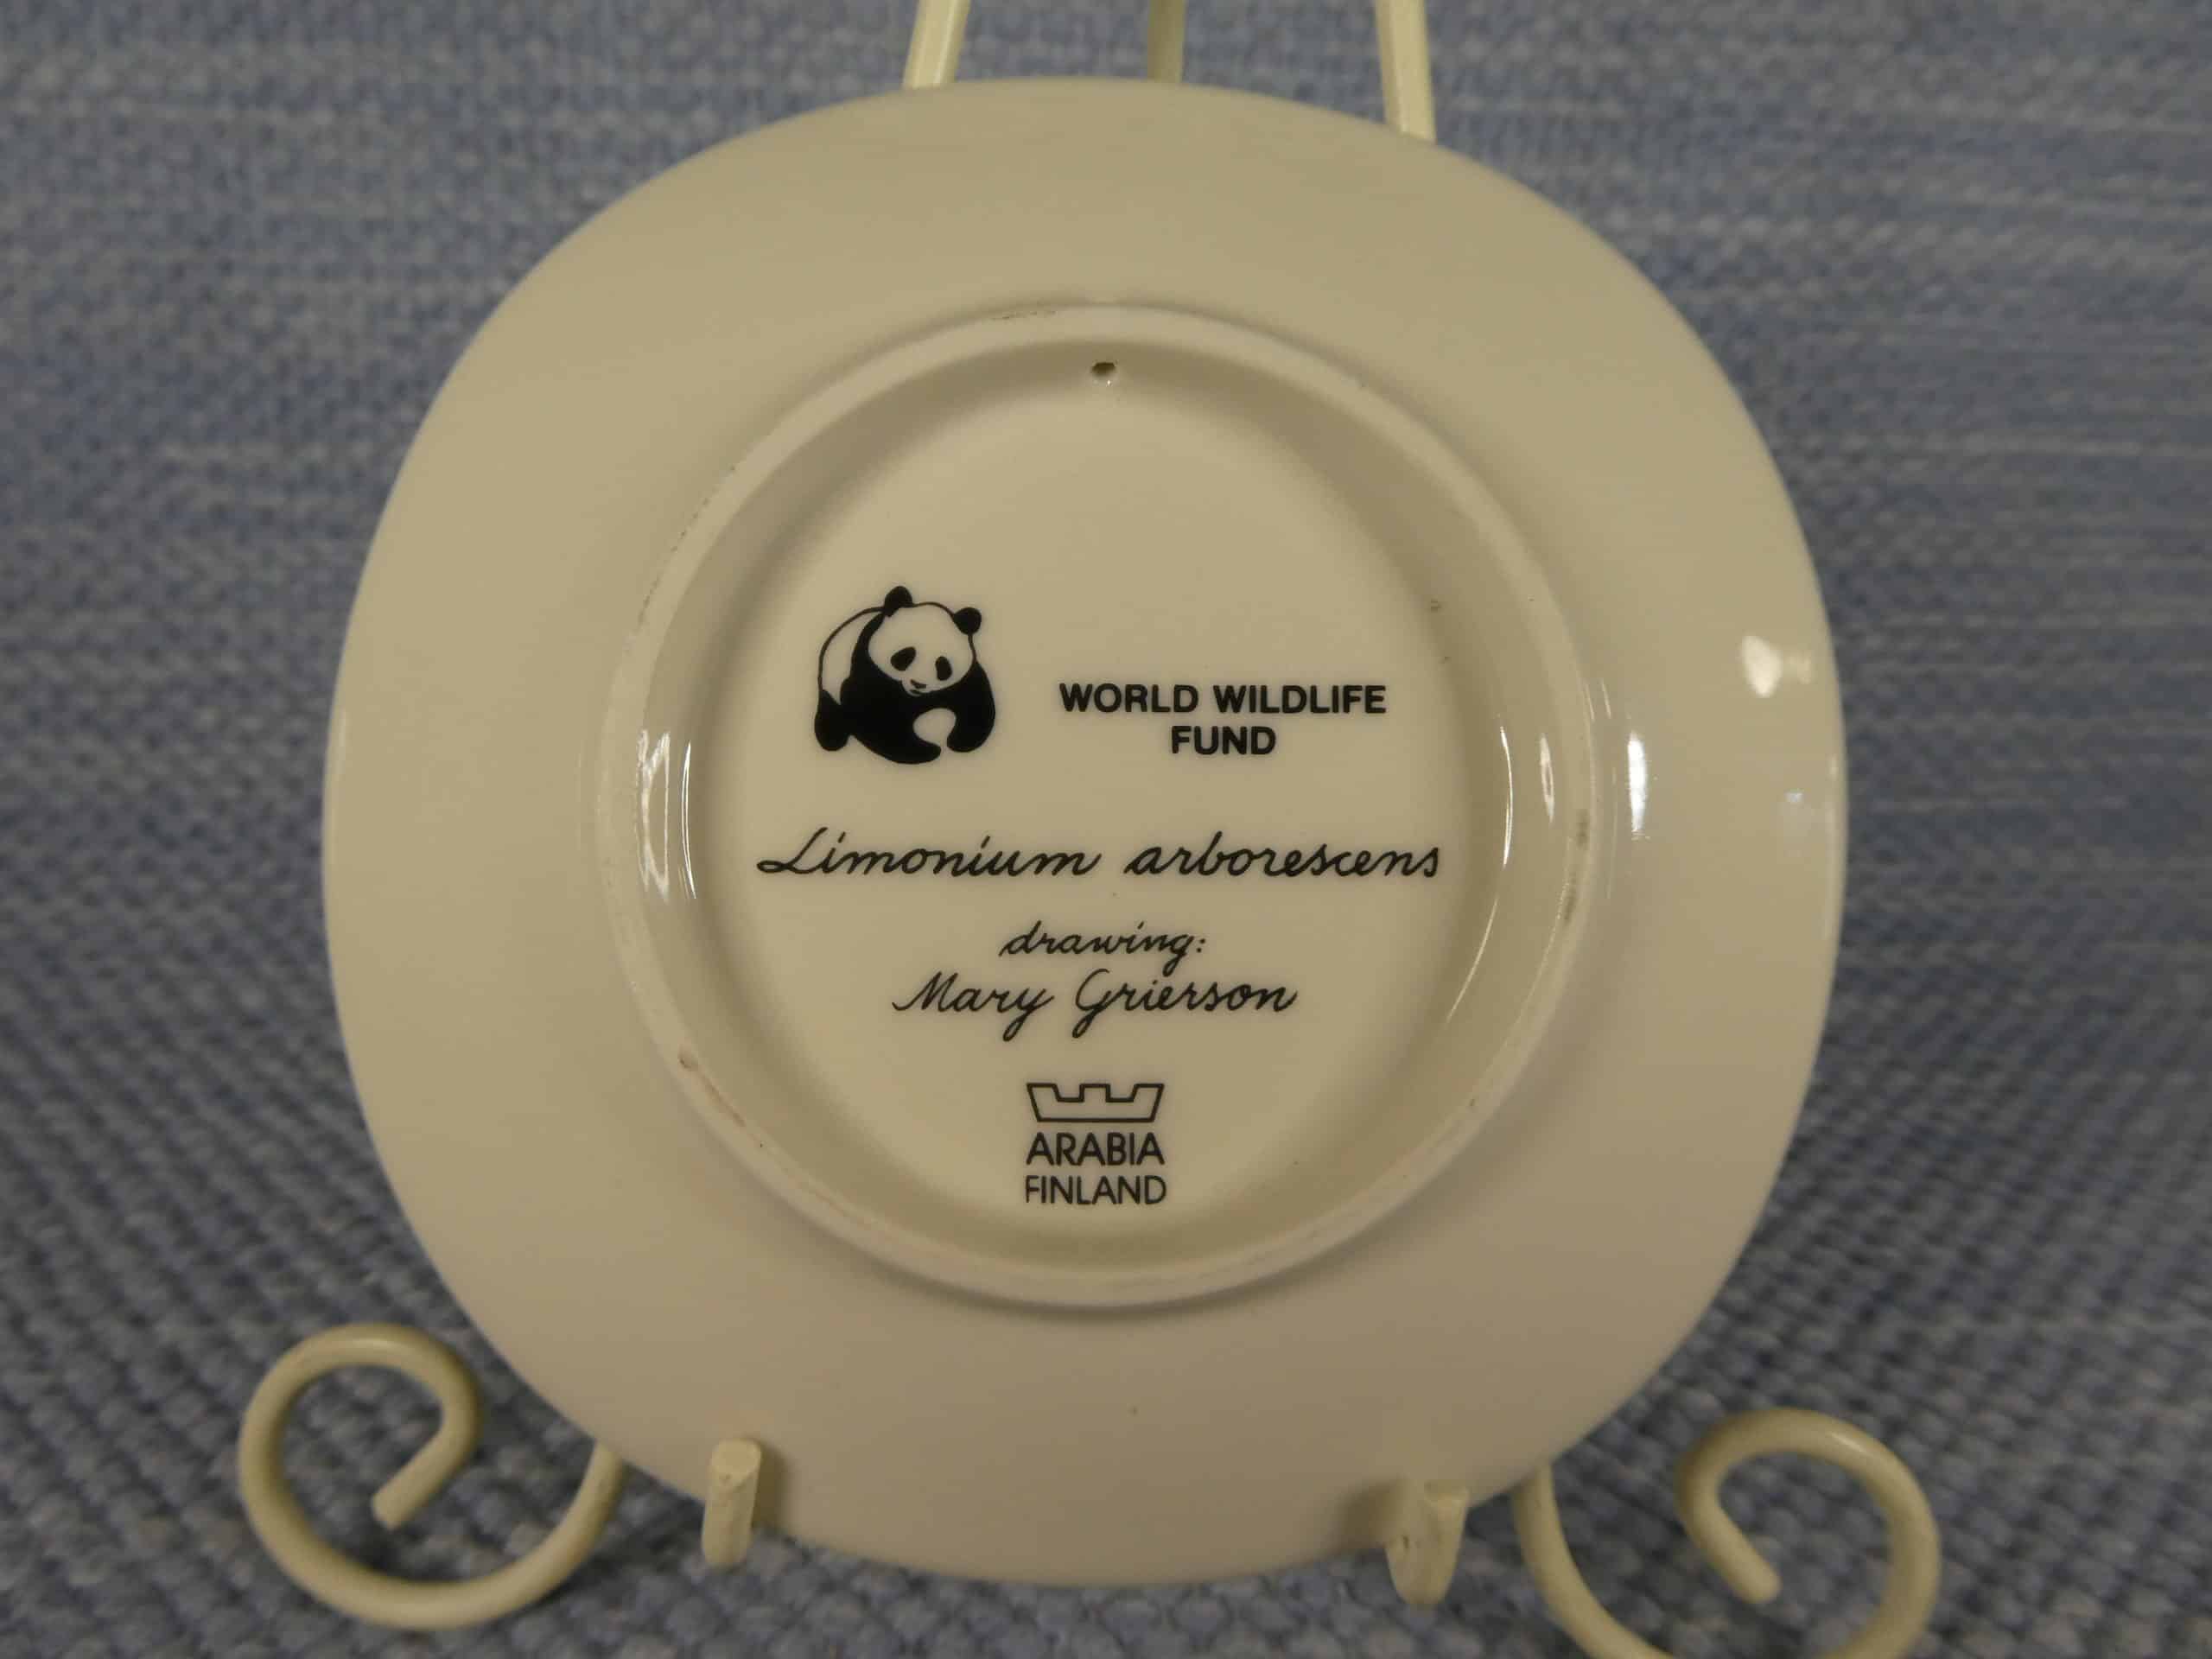 WORLD WILDLIFE
FUND
Limonium arborescens
drawing:
Mary Grierson
ARABIA
FINLAND